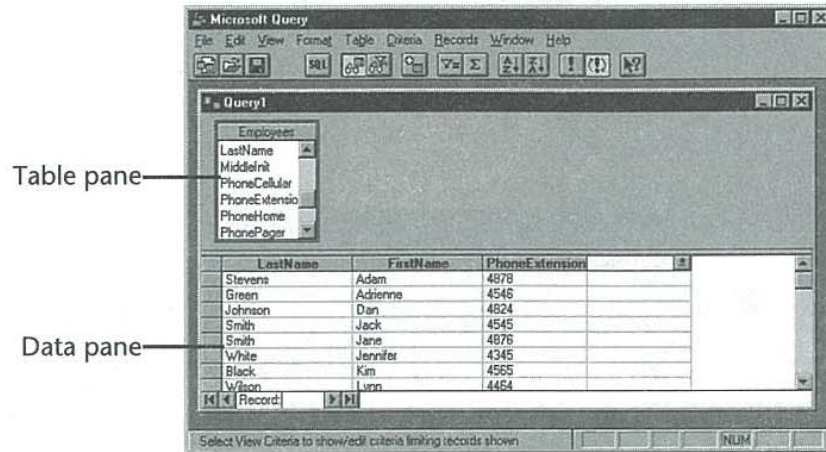 Microsoft Query
File Edit View Format Table Criteria Records Window Help
SQL
Query1
Employees
LastName
MiddleInit
PhoneCellular
PhoneExtensio
PhoneHome
PhonePager
Table pane
LastName FirstName PhoneExtension
Stevens Adam 4878
Green Adrienne 4546
Johnson Dan 4824
Smith Jack 4545
Smith Jane 4876
White Jennifer 4345
Black Kim 4565
Wilson Lynn 4464
Data pane
Record:
Select View Criteria to show/edit criteria limiting records shown NUM